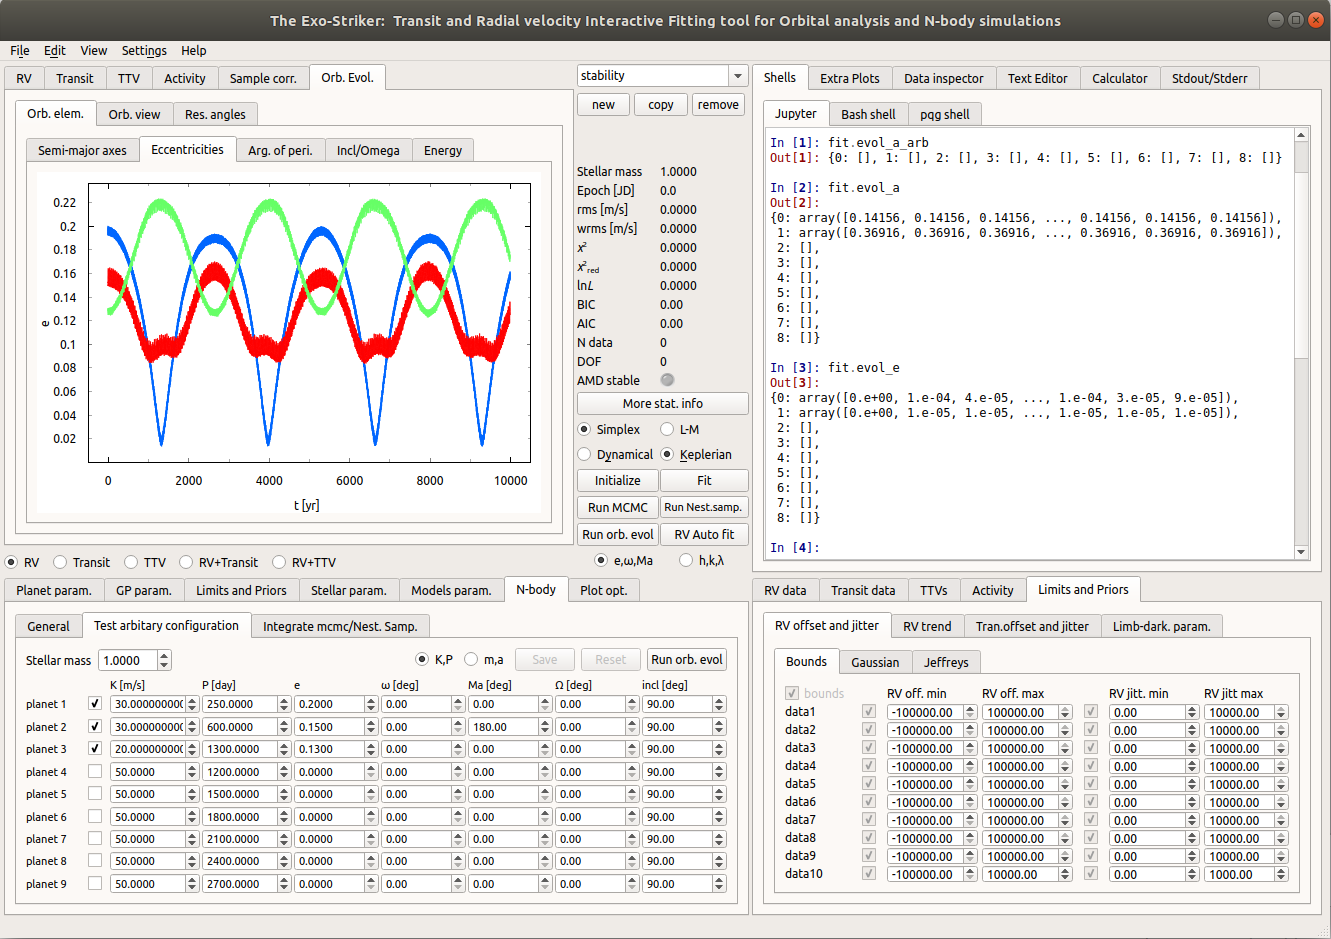 The Exo-Striker:  Transit and Radial velocity Interactive Fitting tool for Orbital analysis and N-body simulations
File Edit View Settings Help
RV Transit TTV Activity Sample corr. Orb. Evol.
Orb. elem. Orb. view Res. angles
Semi-major axes Eccentricities Arg. of peri. Incl/Omega Energy
0.22
0.2
0.18
0.16
0.14
0.12
0.1
0.08
0.06
0.04
0.02
e
0 2000 4000 6000 8000 10000
t [yr]
stability
new copy remove
Stellar mass 1.0000
Epoch [JD] 0.0
rms [m/s] 0.0000
wrms [m/s] 0.0000
χ² 0.0000
χ²red 0.0000
lnL 0.0000
BIC 0.00
AIC 0.00
N data 0
DOF 0
AMD stable
More stat. info
Simplex L-M
Dynamical Keplerian
Initialize Fit
Run MCMC Run Nest.samp.
Run orb. evol RV Auto fit
e,ω,Ma h,k,λ
Shells Extra Plots Data inspector Text Editor Calculator Stdout/Stderr
Jupyter Bash shell pqg shell
In [1]: fit.evol_a_arb
Out[1]: {0: [], 1: [], 2: [], 3: [], 4: [], 5: [], 6: [], 7: [], 8: []}
In [2]: fit.evol_a
Out[2]:
{0: array([0.14156, 0.14156, 0.14156, ..., 0.14156, 0.14156, 0.14156]),
1: array([0.36916, 0.36916, 0.36916, ..., 0.36916, 0.36916, 0.36916]),
2: [],
3: [],
4: [],
5: [],
6: [],
7: [],
8: []}
In [3]: fit.evol_e
Out[3]:
{0: array([0.e+00, 1.e-04, 4.e-05, ..., 1.e-04, 3.e-05, 9.e-05]),
1: array([0.e+00, 1.e-05, 1.e-05, ..., 1.e-05, 1.e-05, 1.e-05]),
2: [],
3: [],
4: [],
5: [],
6: [],
7: [],
8: []}
In [4]:
RV Transit TTV RV+Transit RV+TTV
Planet param. GP param. Limits and Priors Stellar param. Models param. N-body Plot opt.
General Test arbitary configuration Integrate mcmc/Nest. Samp.
Stellar mass 1.0000 K,P m,a Save Reset Run orb. evol
K [m/s] P [day] e ω [deg] Ma [deg] Ω [deg] incl [deg]
planet 1 30.000000000 250.0000 0.2000 0.00 0.00 0.00 90.00
planet 2 30.000000000 600.0000 0.1500 0.00 180.00 0.00 90.00
planet 3 20.000000000 1300.0000 0.1300 0.00 0.00 0.00 90.00
planet 4 50.0000 1200.0000 0.0000 0.00 0.00 0.00 90.00
planet 5 50.0000 1500.0000 0.0000 0.00 0.00 0.00 90.00
planet 6 50.0000 1800.0000 0.0000 0.00 0.00 0.00 90.00
planet 7 50.0000 2100.0000 0.0000 0.00 0.00 0.00 90.00
planet 8 50.0000 2400.0000 0.0000 0.00 0.00 0.00 90.00
planet 9 50.0000 2700.0000 0.0000 0.00 0.00 0.00 90.00
RV data Transit data TTVs Activity Limits and Priors
RV offset and jitter RV trend Tran.offset and jitter Limb-dark. param.
Bounds Gaussian Jeffreys
bounds RV off. min RV off. max RV jitt. min RV jitt max
data1 -100000.00 100000.00 0.00 10000.00
data2 -100000.00 100000.00 0.00 10000.00
data3 -100000.00 100000.00 0.00 10000.00
data4 -100000.00 100000.00 0.00 10000.00
data5 -100000.00 100000.00 0.00 10000.00
data6 -100000.00 100000.00 0.00 10000.00
data7 -100000.00 100000.00 0.00 10000.00
data8 -100000.00 100000.00 0.00 10000.00
data9 -100000.00 100000.00 0.00 10000.00
data10 -100000.00 10000.00 0.00 1000.00